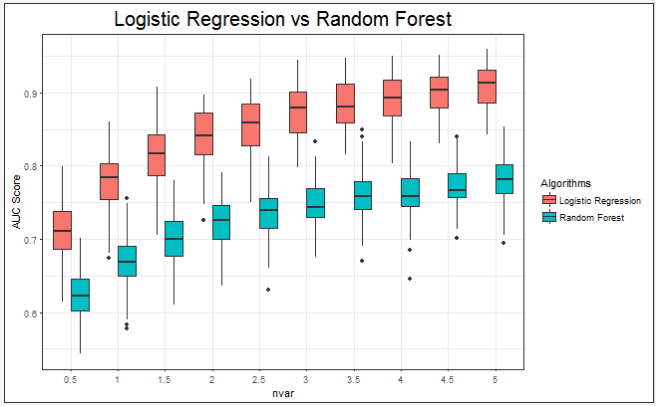 Logistic Regression vs Random Forest
0.9
0.8
0.7
0.6
AUC Score
0.5 1 1.5 2 2.5 3 3.5 4 4.5 5
nvar
Algorithms
Logistic Regression
Random Forest